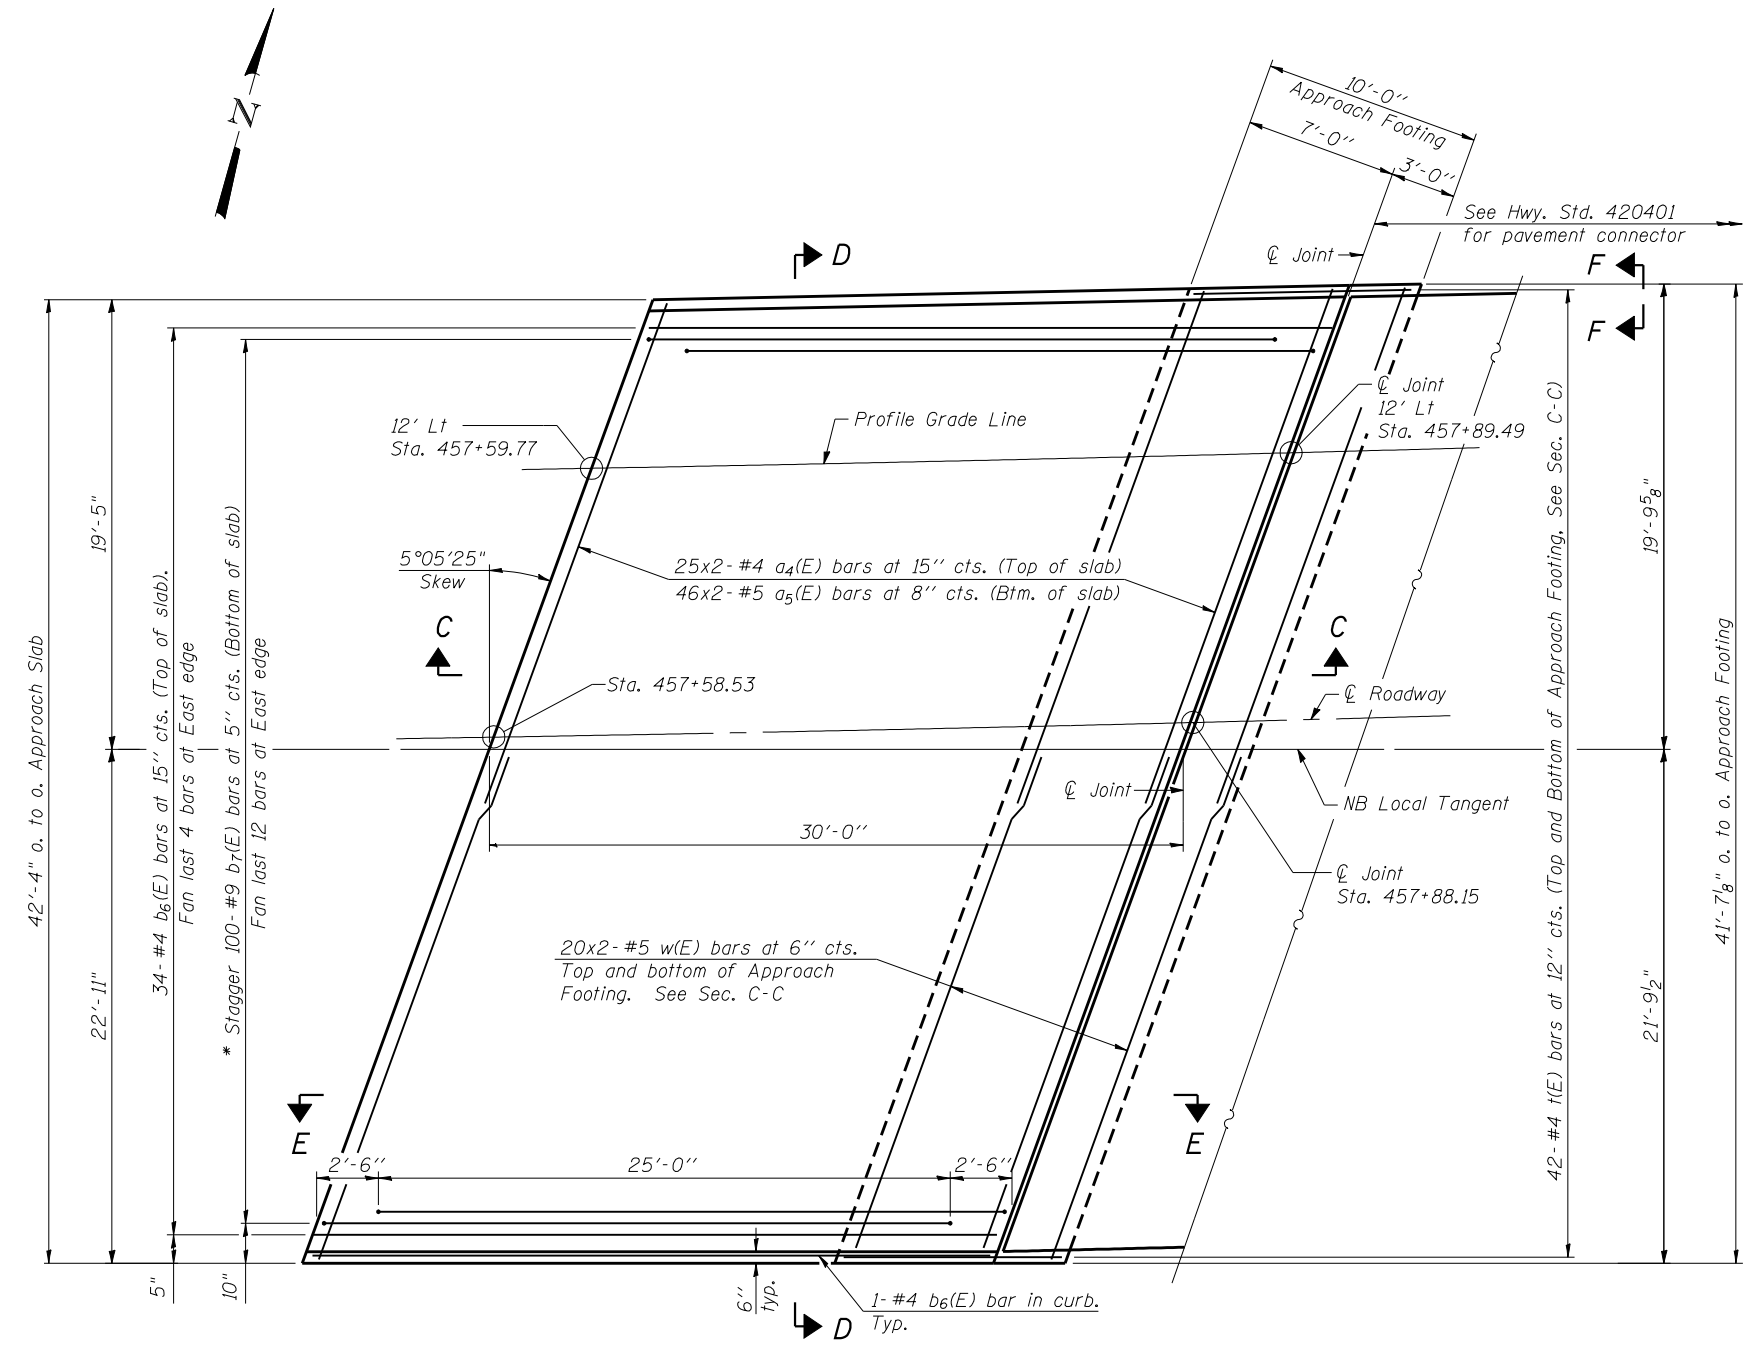 N
10'-0''
Approach Footing
7'-0''
3'-0''
See Hwy. Std. 420401
for pavement connector
℄ Joint
D
F
F
℄ Joint
12' Lt
Sta. 457+89.49
12' Lt
Sta. 457+59.77
Profile Grade Line
5°05'25"
Skew
25x2-#4 a4(E) bars at 15'' cts. (Top of slab)
46x2-#5 a5(E) bars at 8'' cts. (Btm. of slab)
C
C
Sta. 457+58.53
℄ Roadway
℄ Joint
NB Local Tangent
30'-0''
℄ Joint
Sta. 457+88.15
20x2-#5 w(E) bars at 6'' cts.
Top and bottom of Approach
Footing. See Sec. C-C
E
E
2'-6''
25'-0''
2'-6''
1-#4 b6(E) bar in curb.
Typ.
6''
typ.
D
42'-4" o. to o. Approach Slab
19'-5"
22'-11"
34-#4 b6(E) bars at 15'' cts. (Top of slab).
Fan last 4 bars at East edge
* Stagger 100-#9 b7(E) bars at 5'' cts. (Bottom of slab)
Fan last 12 bars at East edge
5"
10"
42-#4 t(E) bars at 12'' cts. (Top and Bottom of Approach Footing. See Sec. C-C)
19'-9 5/8"
21'-9 1/2"
41'-7 1/8" o. to o. Approach Footing